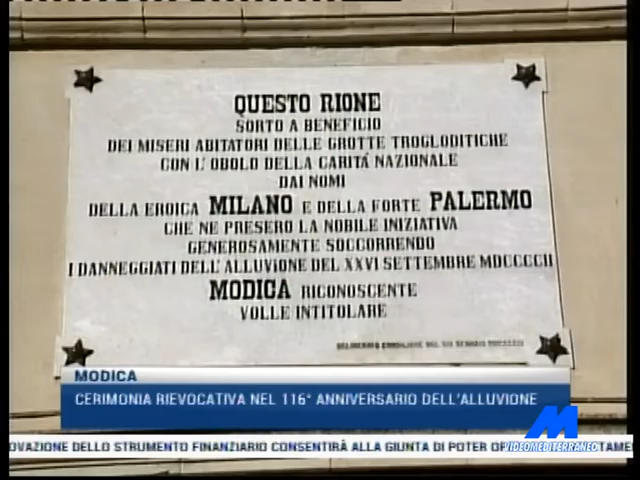 QUESTO RIONE
SORTO A BENEFICIO
DEI MISERI ABITATORI DELLE GROTTE TROGLODITICHE
CON L'OBOLO DELLA CARITÀ NAZIONALE
DAI NOMI
DELLA EROICA MILANO E DELLA FORTE PALERMO
CHE NE PRESERO LA NOBILE INIZIATIVA
GENEROSAMENTE SOCCORRENDO
I DANNEGGIATI DELL'ALLUVIONE DEL XXVI SETTEMBRE MDCCCCII
MODICA RICONOSCENTE
VOLLE INTITOLARE
MODICA
CERIMONIA RIEVOCATIVA NEL 116° ANNIVERSARIO DELL'ALLUVIONE
M
VIDEOMEDITERRANEO
OVAZIONE DELLO STRUMENTO FINANZIARIO CONSENTIRÀ ALLA GIUNTA DI POTER